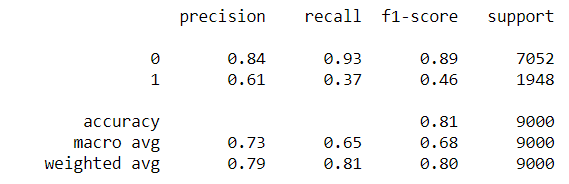 precision recall f1-score support
0 0.84 0.93 0.89 7052
1 0.61 0.37 0.46 1948
accuracy 0.81 9000
macro avg 0.73 0.65 0.68 9000
weighted avg 0.79 0.81 0.80 9000